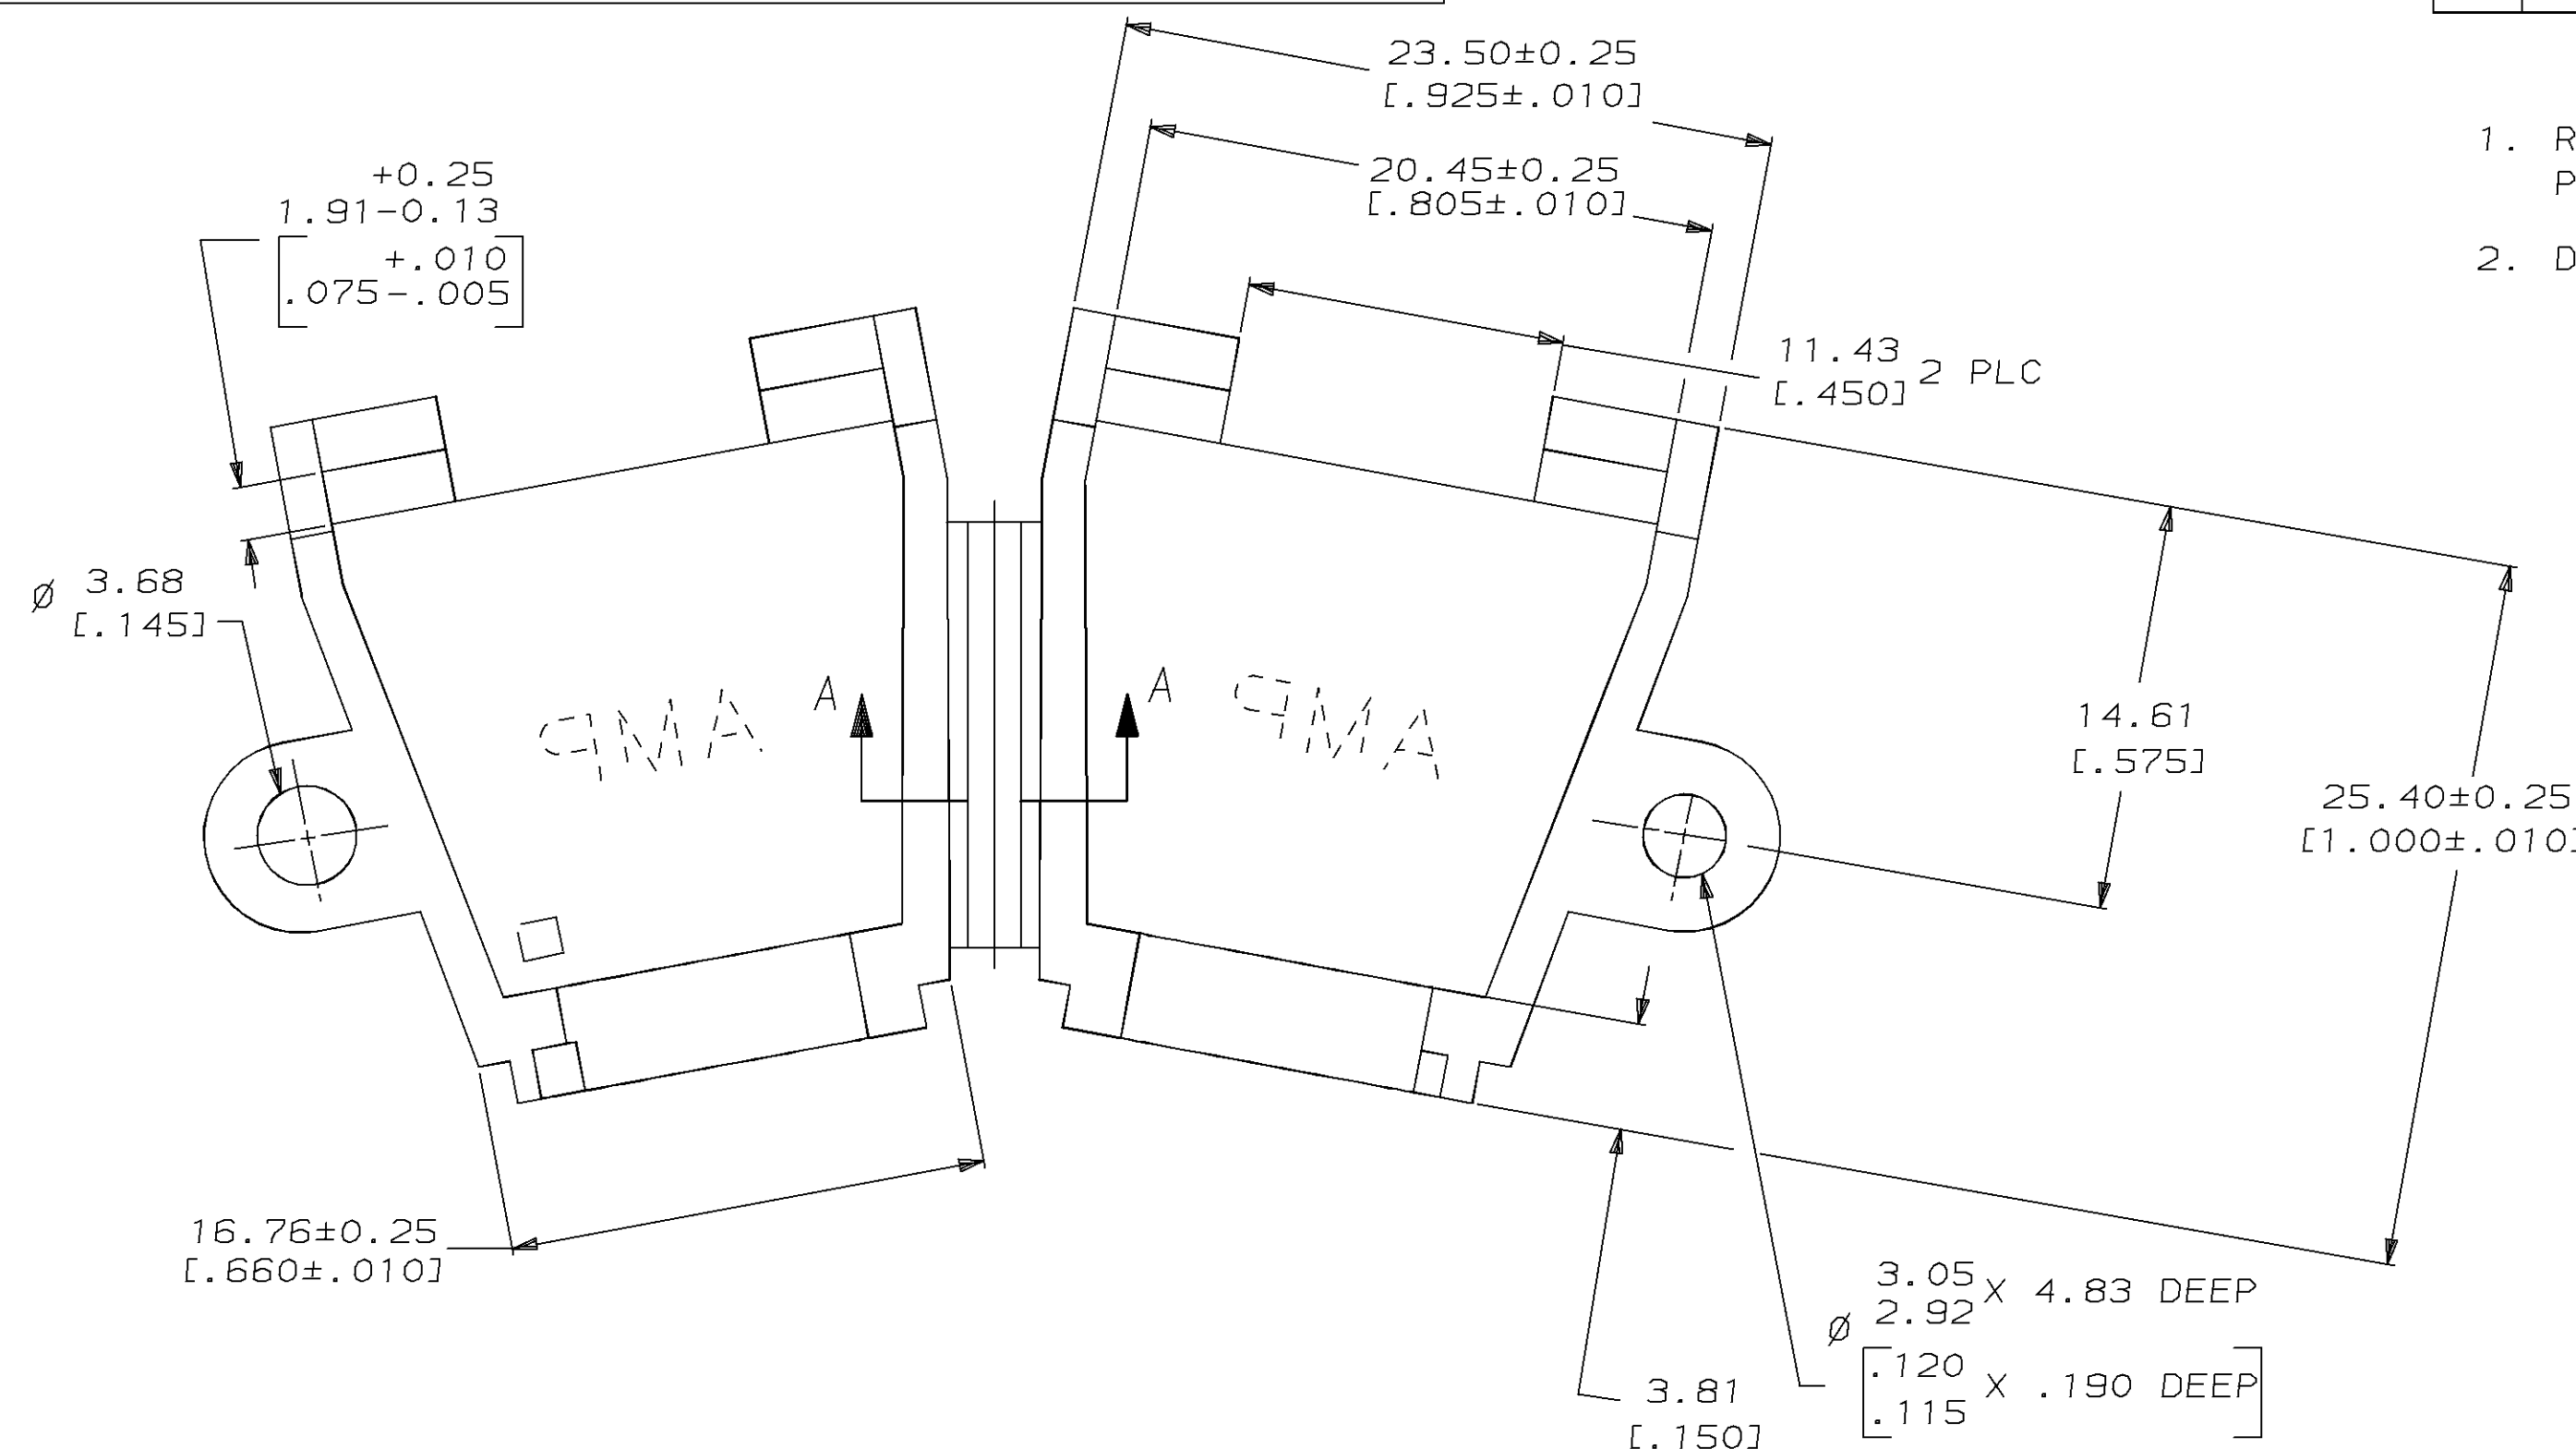 23.50±0.25
[.925±.010]
20.45±0.25
[.805±.010]
+0.25
1.91-0.13
+.010
.075-.005
1. R
P
2. D
11.43
[.450] 2 PLC
Ø 3.68
[.145]
A
A
AMP
AMP
14.61
[.575]
25.40±0.25
[1.000±.010]
16.76±0.25
[.660±.010]
3.05 X 4.83 DEEP
Ø 2.92
.120
.115 X .190 DEEP
3.81
[.150]